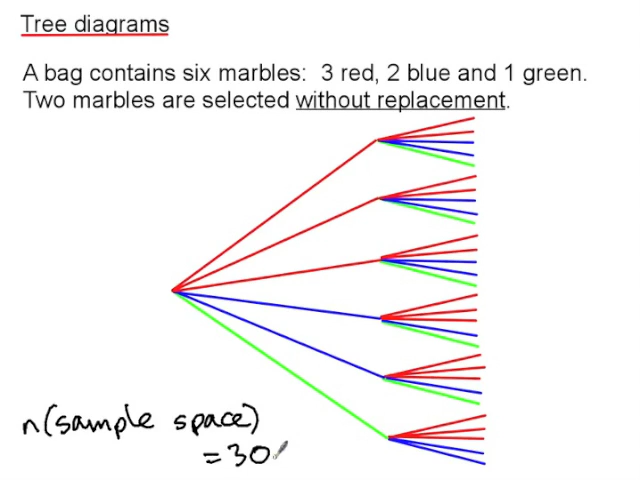 Tree diagrams
A bag contains six marbles:  3 red, 2 blue and 1 green.
Two marbles are selected without replacement.
n(sample space)
= 30